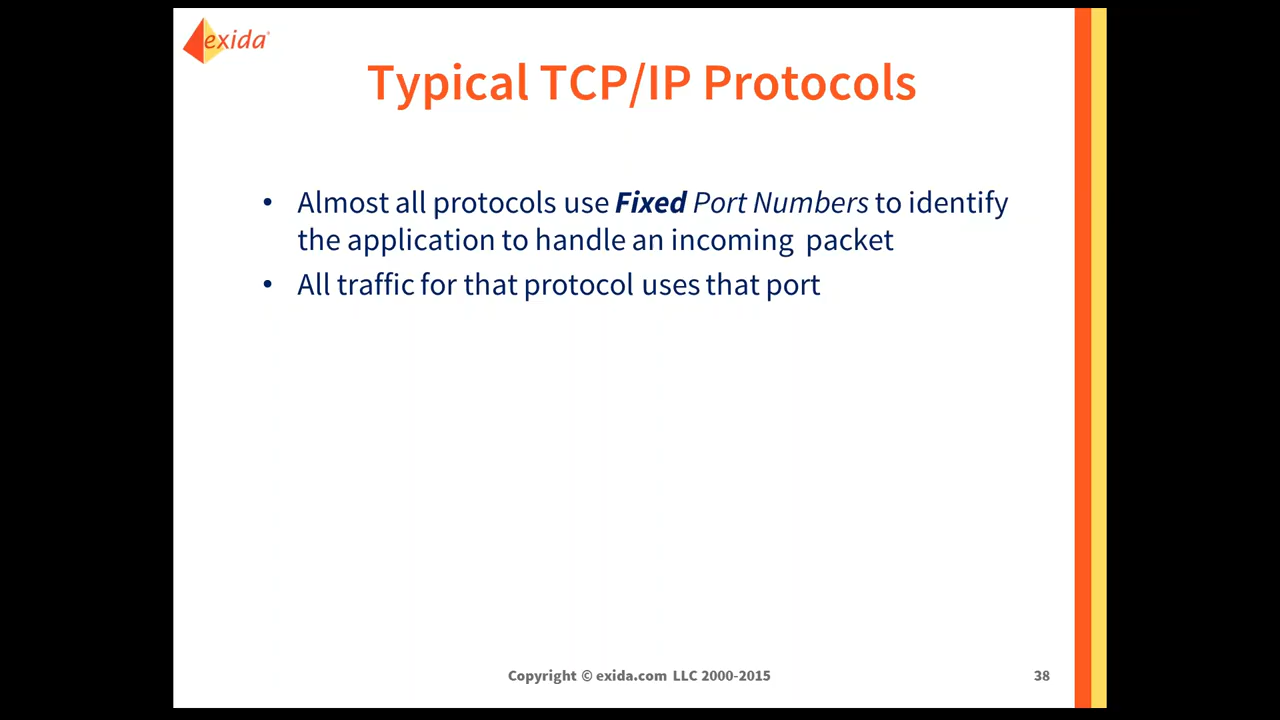 exida
Typical TCP/IP Protocols
• Almost all protocols use Fixed Port Numbers to identify
the application to handle an incoming packet
• All traffic for that protocol uses that port
Copyright © exida.com LLC 2000-2015
38